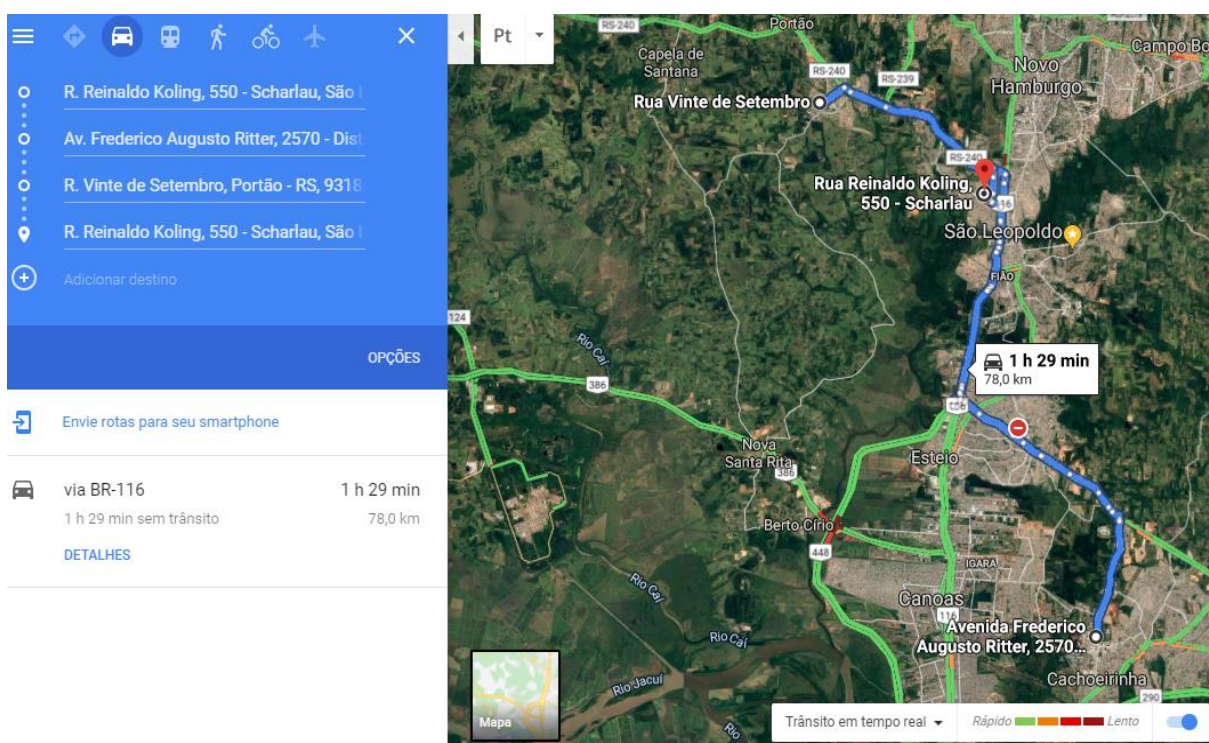 R. Reinaldo Koling, 550 - Scharlau, São
Av. Frederico Augusto Ritter, 2570 - Dist
R. Vinte de Setembro, Portão - RS, 9318
R. Reinaldo Koling, 550 - Scharlau, São
Adicionar destino
OPÇÕES
Envie rotas para seu smartphone
via BR-116
1 h 29 min
1 h 29 min sem trânsito
78,0 km
DETALHES
Pt
RS-240
Portão
Campo Bo
Capela de
Santana
RS-240
RS-239
Novo
Hamburgo
Rua Vinte de Setembro
RS-240
Rua Reinaldo Koling,
550 - Scharlau
São Leopoldo
FIÃO
124
Rio Caí
1 h 29 min
78,0 km
386
Nova
Santa Rita
386
Esteio
Berto Círio
448
IGARA
Rio Caí
Canoas
116
Avenida Frederico
Augusto Ritter, 2570...
Rio Caí
Cachoeirinha
Rio Jacuí
290
Mapa
Trânsito em tempo real
Rápido
Lento